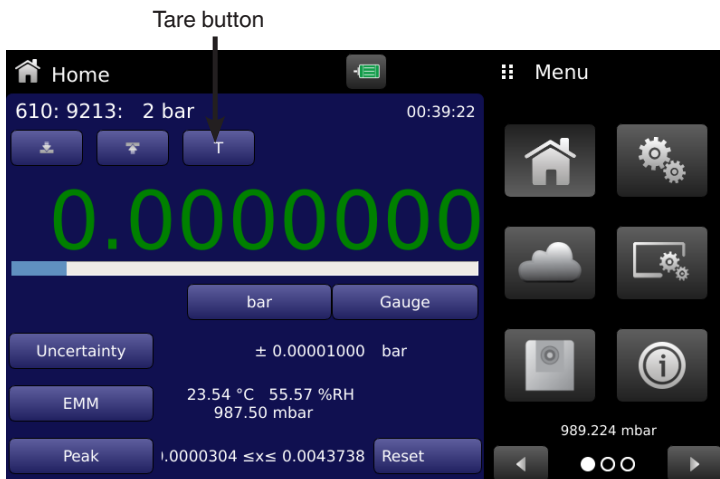 Tare button
Home
Menu
610: 9213: 2 bar
00:39:22
T
0.0000000
bar
Gauge
Uncertainty
± 0.00001000 bar
EMM
23.54 °C 55.57 %RH
987.50 mbar
989.224 mbar
Peak
.0000304 ≤x≤ 0.0043738
Reset